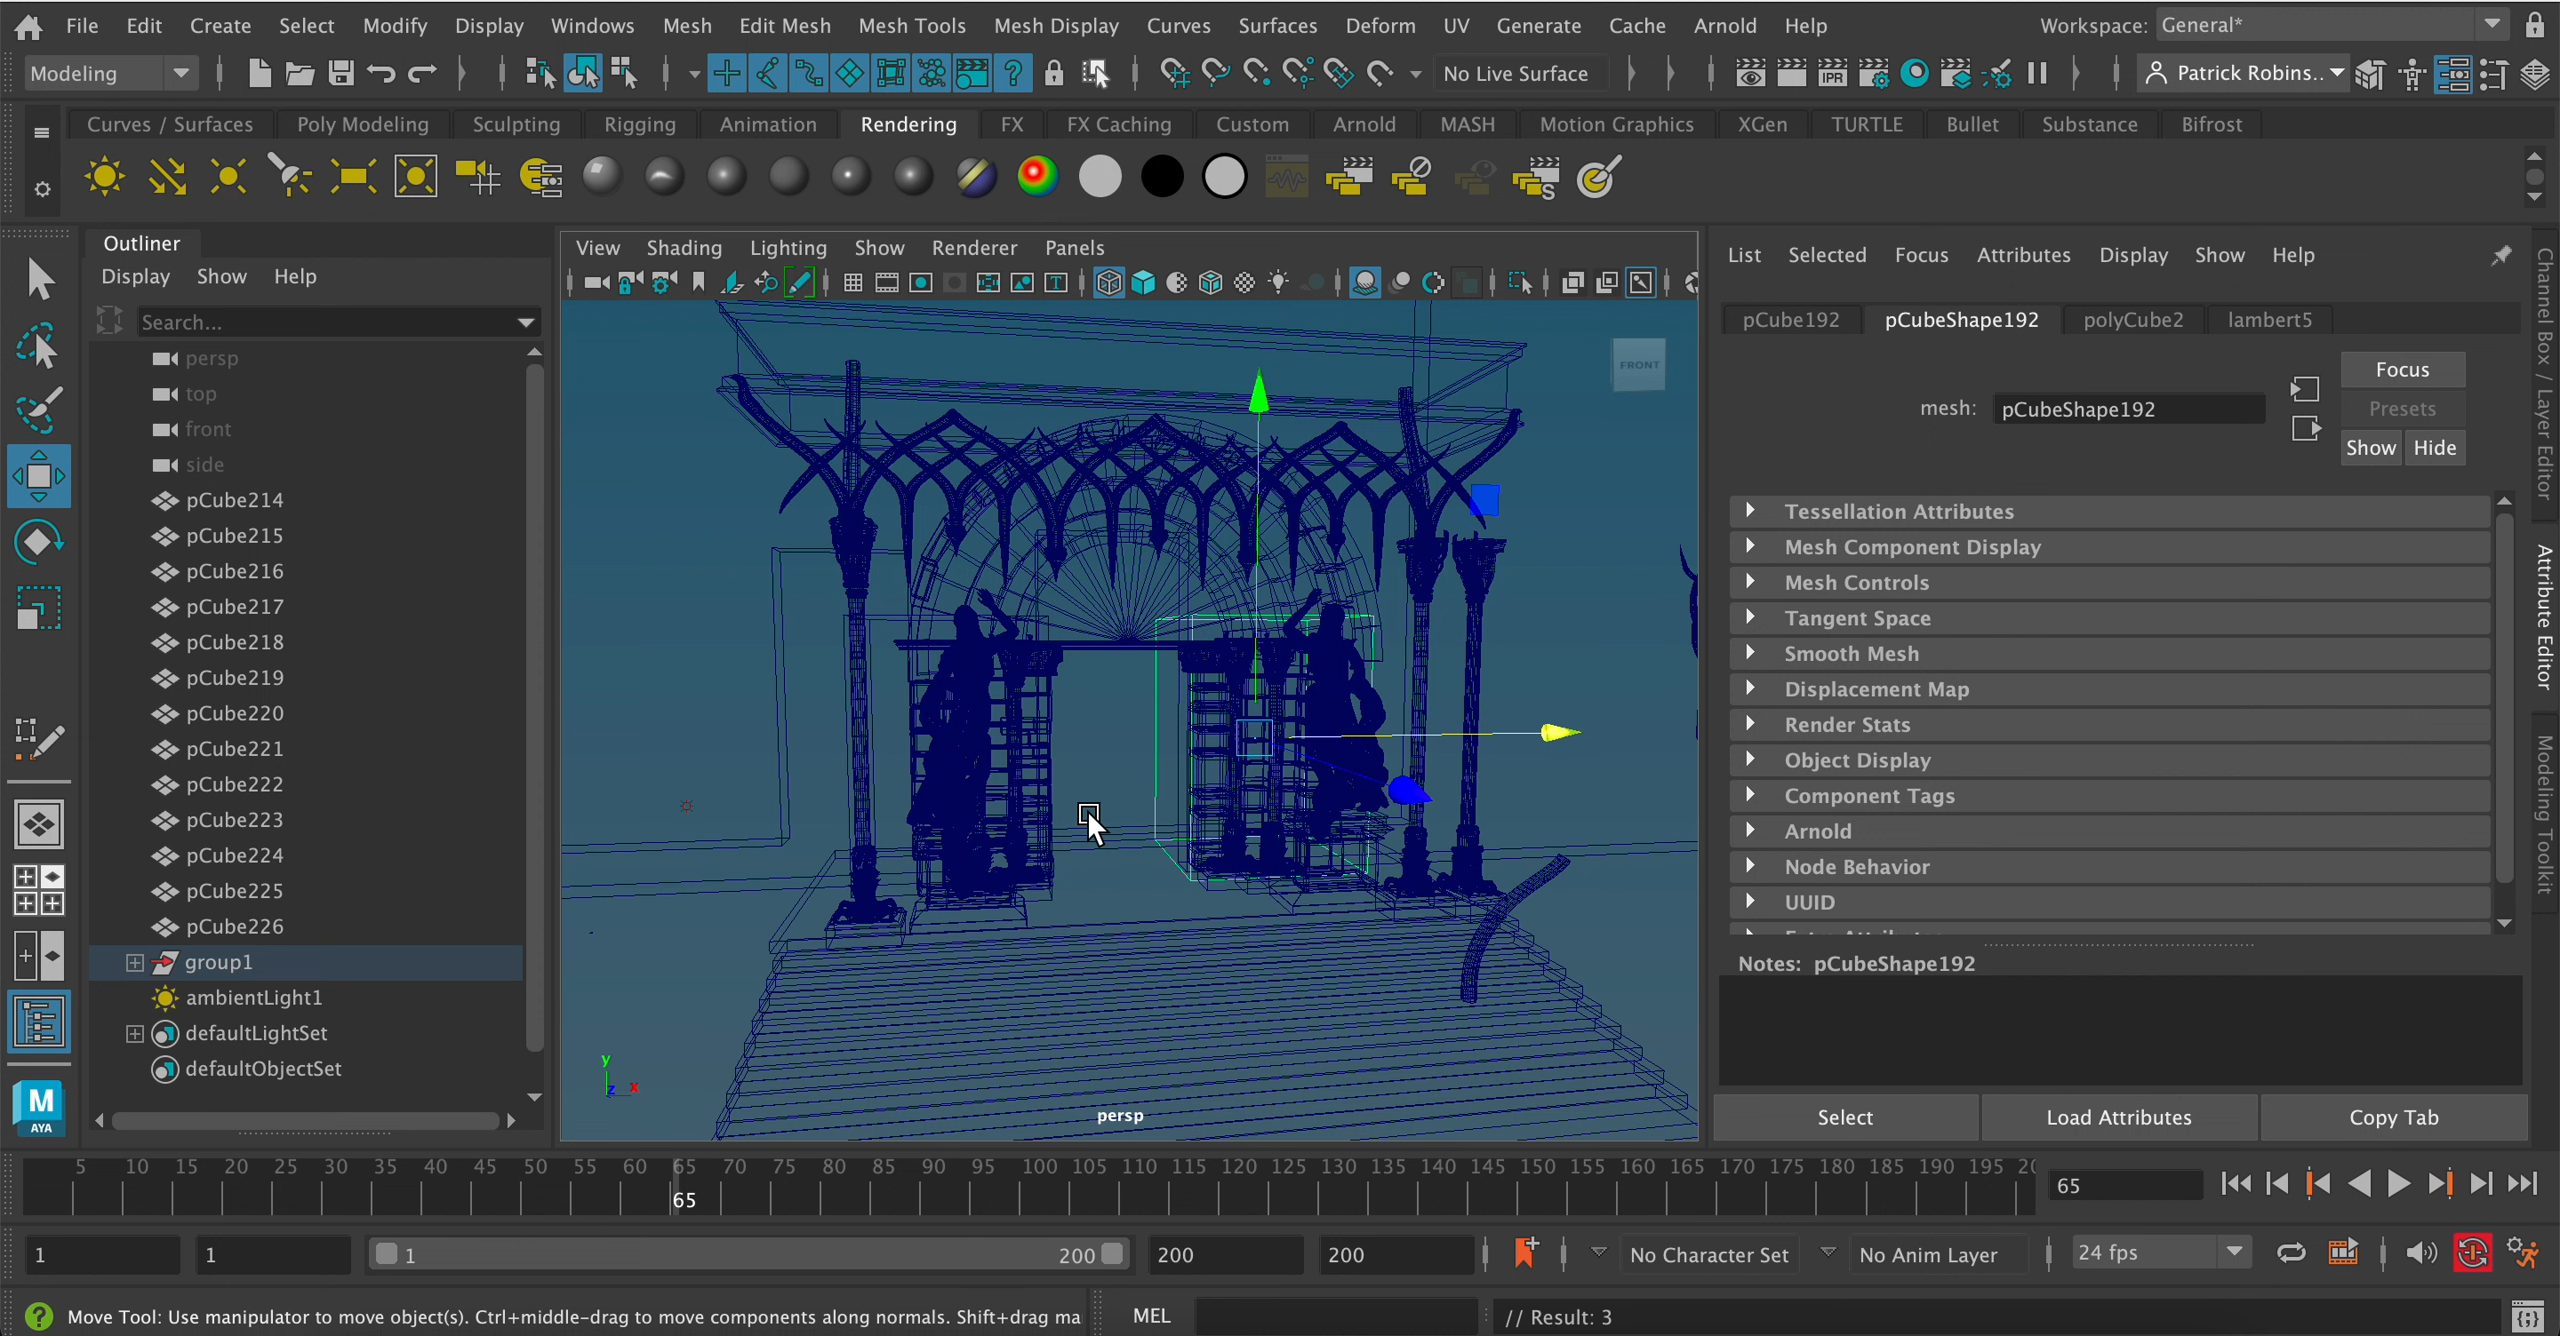 File Edit Create Select Modify Display Windows Mesh Edit Mesh Mesh Tools Mesh Display Curves Surfaces Deform UV Generate Cache Arnold Help Workspace: General*
Modeling No Live Surface IPR Patrick Robins..
Curves / Surfaces Poly Modeling Sculpting Rigging Animation Rendering FX FX Caching Custom Arnold MASH Motion Graphics XGen TURTLE Bullet Substance Bifrost
Outliner
Display Show Help
Search...
persp
top
front
side
pCube214
pCube215
pCube216
pCube217
pCube218
pCube219
pCube220
pCube221
pCube222
pCube223
pCube224
pCube225
pCube226
group1
ambientLight1
defaultLightSet
defaultObjectSet
M
AYA
View Shading Lighting Show Renderer Panels
FRONT
y
z x
persp
List Selected Focus Attributes Display Show Help
pCube192 pCubeShape192 polyCube2 lambert5
Focus
mesh: pCubeShape192
Presets
Show Hide
Tessellation Attributes
Mesh Component Display
Mesh Controls
Tangent Space
Smooth Mesh
Displacement Map
Render Stats
Object Display
Component Tags
Arnold
Node Behavior
UUID
Notes: pCubeShape192
Select Load Attributes Copy Tab
Channel Box / Layer Editor
Attribute Editor
Modeling Toolkit
5 10 15 20 25 30 35 40 45 50 55 60 65 70 75 80 85 90 95 100 105 110 115 120 125 130 135 140 145 150 155 160 165 170 175 180 185 190 195
65
65
1 1 1 200 200 200 No Character Set No Anim Layer 24 fps
Move Tool: Use manipulator to move object(s). Ctrl+middle-drag to move components along normals. Shift+drag ma MEL // Result: 3